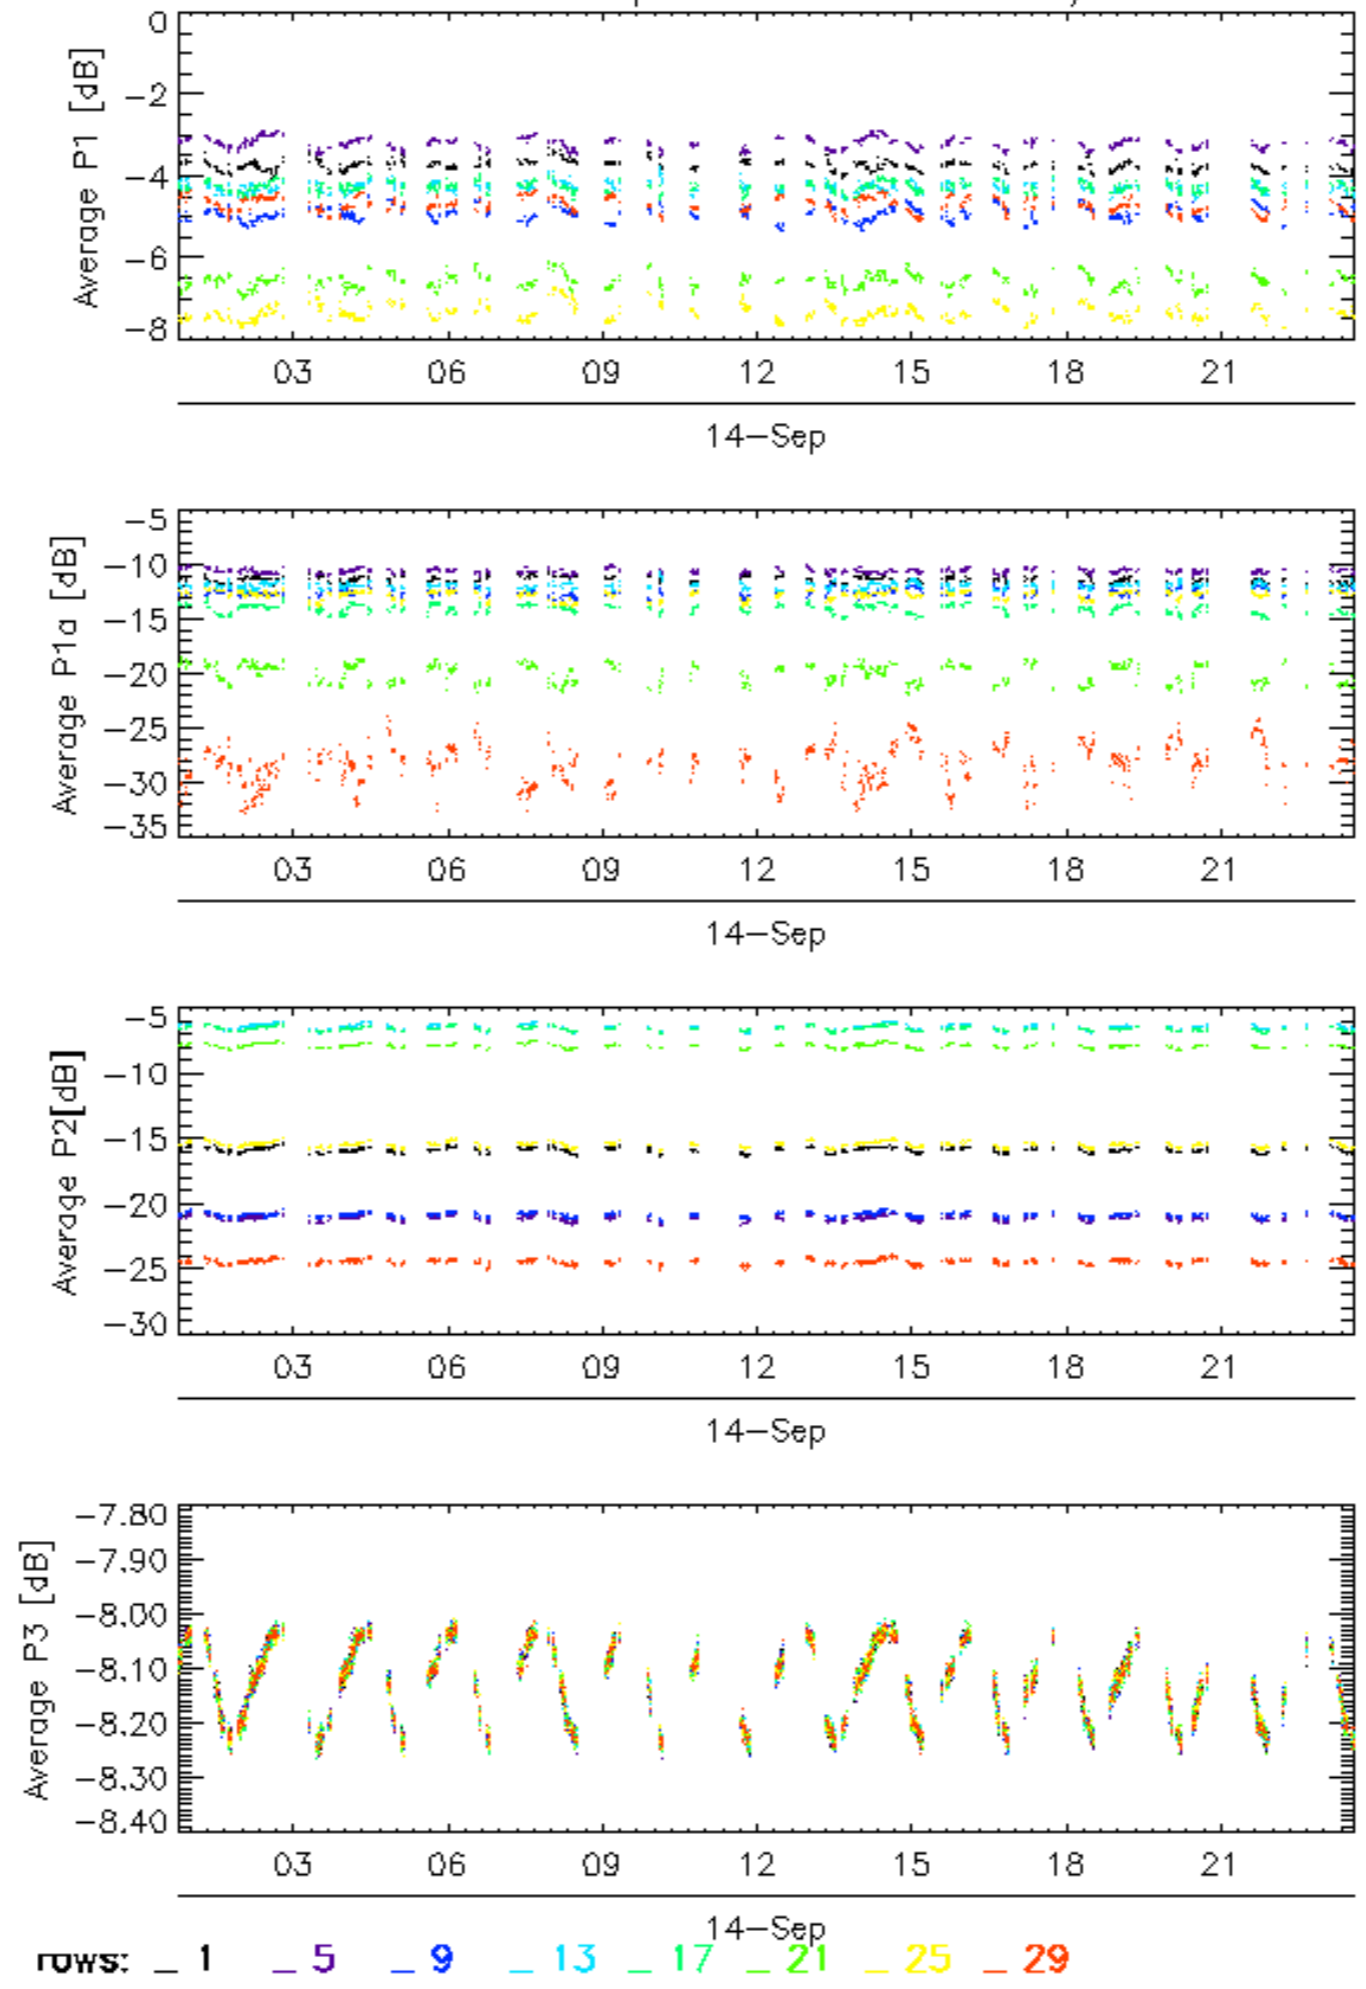 0
−2
−4
−6
−8
Average P1 [dB]
03 06 09 12 15 18 21
14−Sep
−5
−10
−15
−20
−25
−30
−35
Average P1a [dB]
03 06 09 12 15 18 21
14−Sep
−5
−10
−15
−20
−25
−30
Average P2[dB]
03 06 09 12 15 18 21
14−Sep
−7.80
−7.90
−8.00
−8.10
−8.20
−8.30
−8.40
Average P3 [dB]
03 06 09 12 15 18 21
14−Sep
rows: _ 1 _ 5 _ 9 _ 13 _ 17 _ 21 _ 25 _ 29